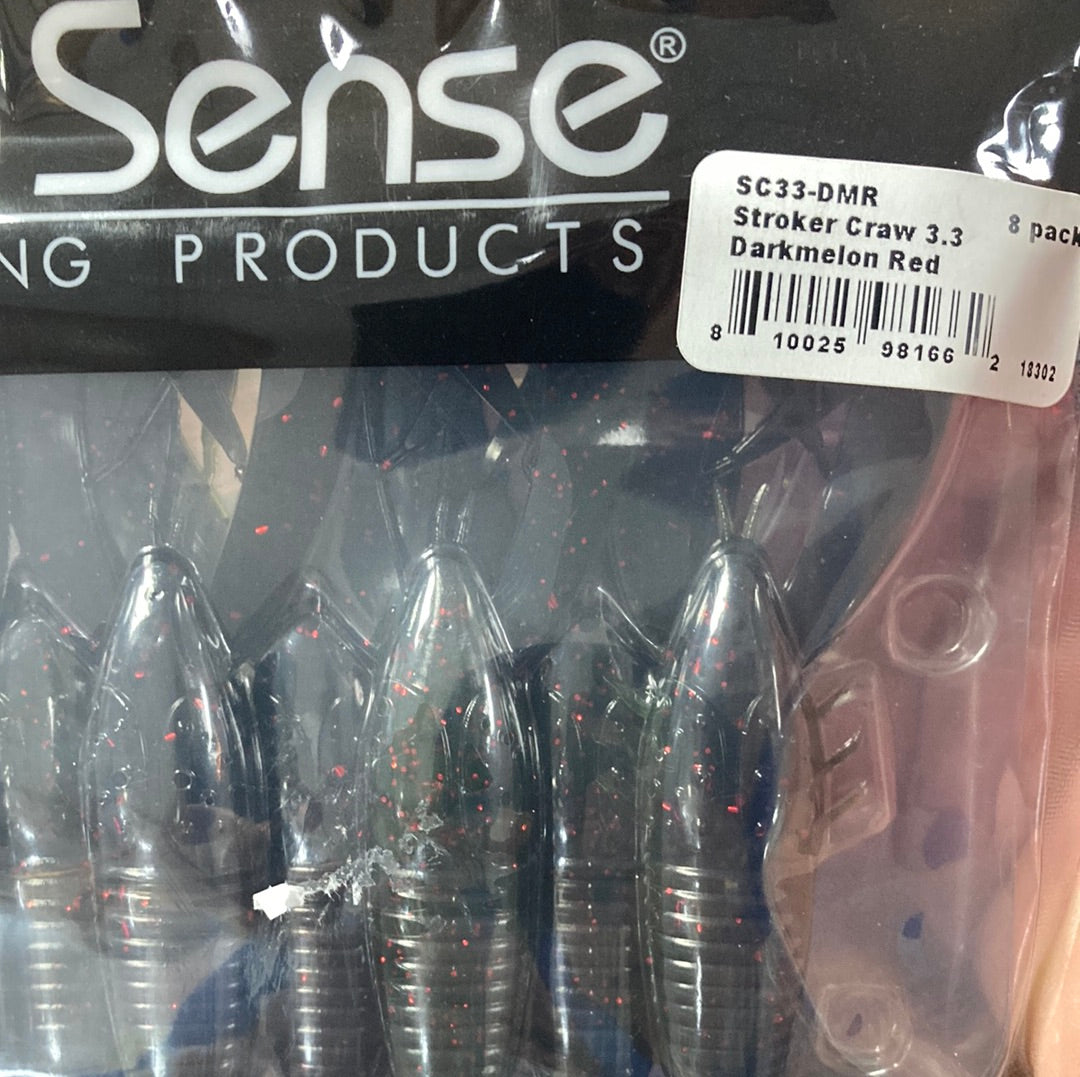 Sense®
NG PRODUCTS
SC33-DMR
8 pack
Stroker Craw 3.3
Darkmelon Red
8 10025 98166 2 18302